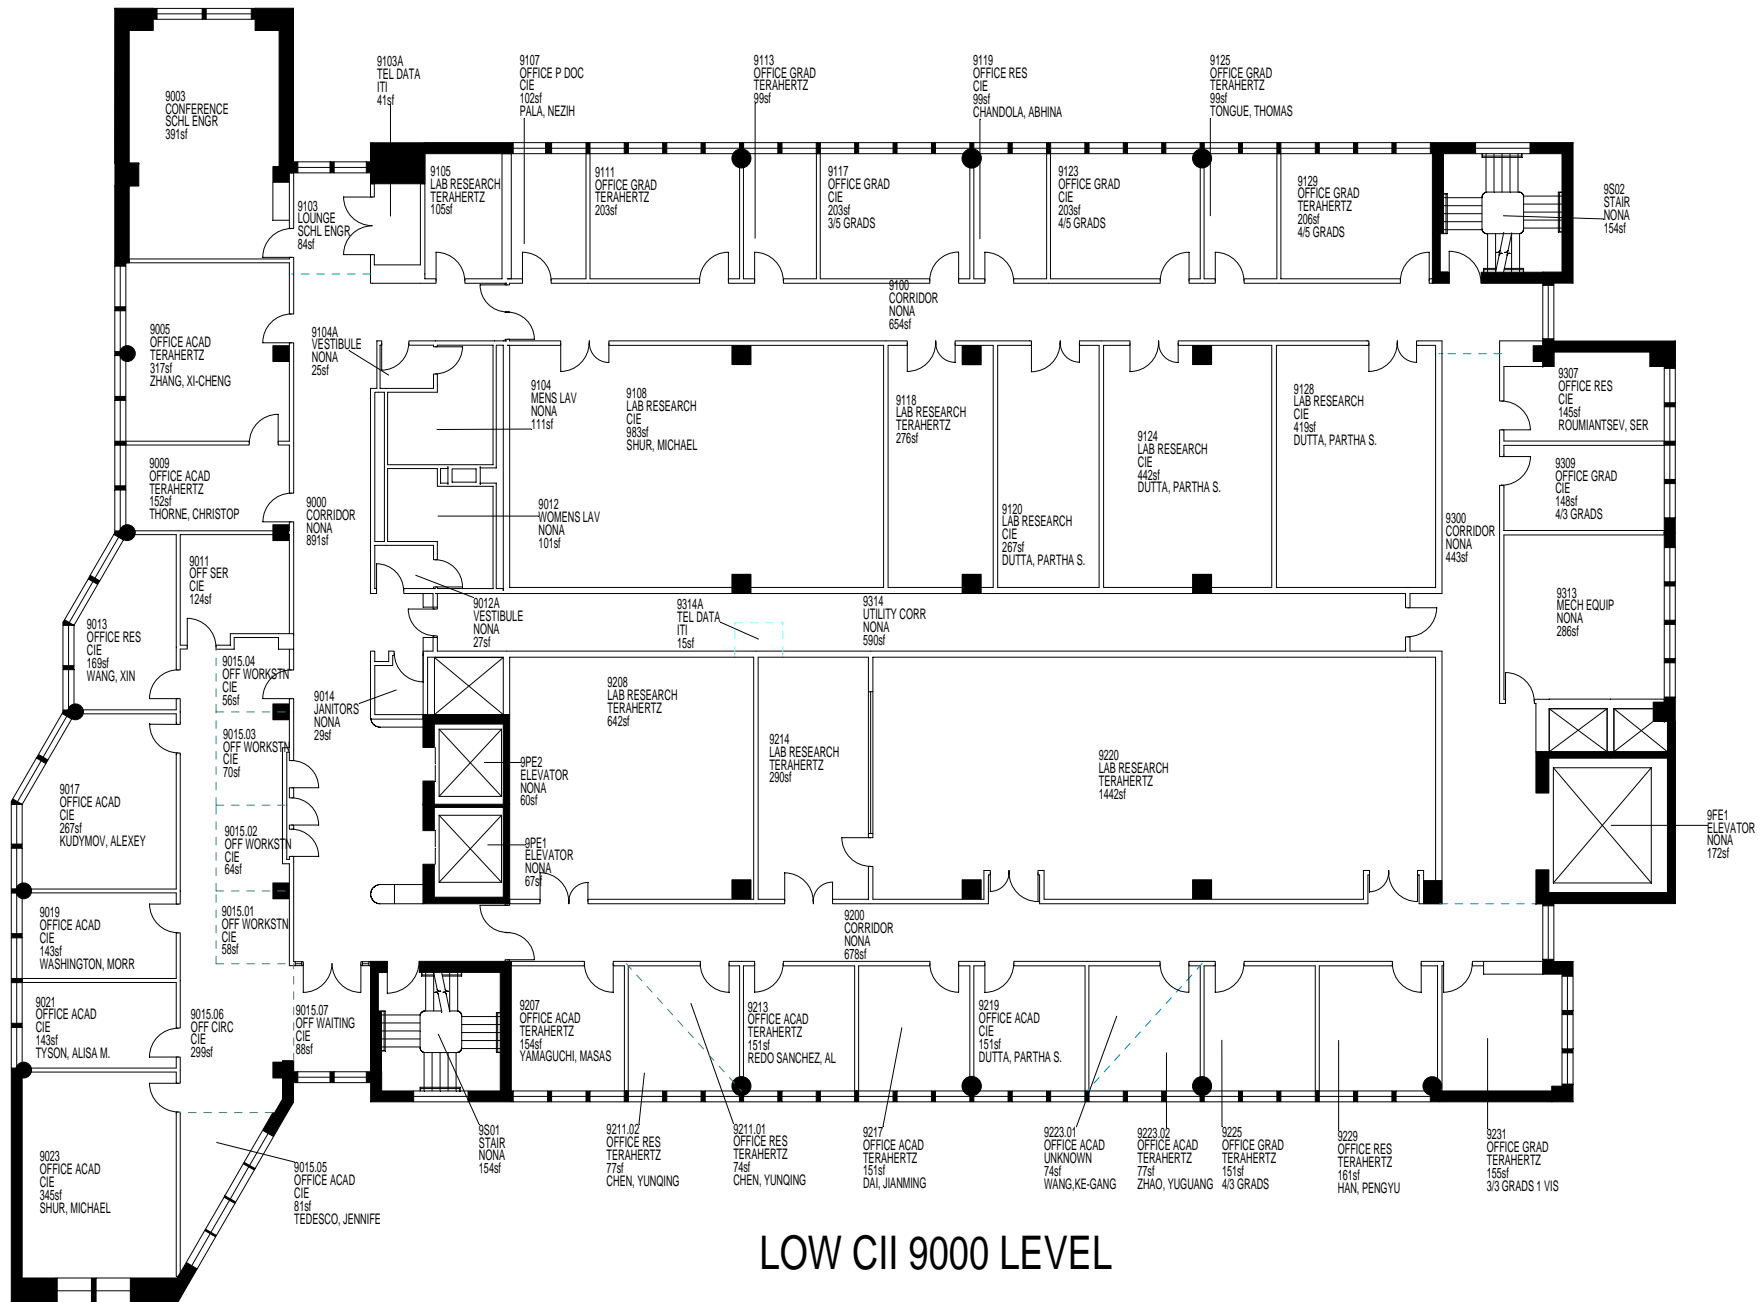 9103A
TEL DATA
ITI
41sf
9107
OFFICE P DOC
CIE
102sf
PALA, NEZIH
9113
OFFICE GRAD
TERAHERTZ
99sf
9119
OFFICE RES
CIE
99sf
CHANDOLA, ABHINA
9125
OFFICE GRAD
TERAHERTZ
99sf
TONGUE, THOMAS
9003
CONFERENCE
SCHL ENGR
391sf
9103
LOUNGE
SCHL ENGR
84sf
9105
LAB RESEARCH
TERAHERTZ
105sf
9111
OFFICE GRAD
TERAHERTZ
203sf
9117
OFFICE GRAD
CIE
203sf
3/5 GRADS
9123
OFFICE GRAD
CIE
203sf
4/5 GRADS
9129
OFFICE GRAD
TERAHERTZ
206sf
4/5 GRADS
9S02
STAIR
NONA
154sf
9100
CORRIDOR
NONA
654sf
9005
OFFICE ACAD
TERAHERTZ
317sf
ZHANG, XI-CHENG
9104A
VESTIBULE
NONA
25sf
9104
MENS LAV
NONA
111sf
9108
LAB RESEARCH
CIE
983sf
SHUR, MICHAEL
9118
LAB RESEARCH
TERAHERTZ
276sf
9124
LAB RESEARCH
CIE
442sf
DUTTA, PARTHA S.
9128
LAB RESEARCH
CIE
419sf
DUTTA, PARTHA S.
9307
OFFICE RES
CIE
145sf
ROUMIANTSEV, SER
9009
OFFICE ACAD
TERAHERTZ
152sf
THORNE, CHRISTOP
9000
CORRIDOR
NONA
891sf
9012
WOMENS LAV
NONA
101sf
9120
LAB RESEARCH
CIE
267sf
DUTTA, PARTHA S.
9309
OFFICE GRAD
CIE
148sf
4/3 GRADS
9300
CORRIDOR
NONA
443sf
9011
OFF SER
CIE
124sf
9013
OFFICE RES
CIE
169sf
WANG, XIN
9012A
VESTIBULE
NONA
27sf
9314A
TEL DATA
ITI
15sf
9314
UTILITY CORR
NONA
590sf
9313
MECH EQUIP
NONA
286sf
9015.04
OFF WORKSTN
CIE
56sf
9014
JANITORS
NONA
29sf
9208
LAB RESEARCH
TERAHERTZ
642sf
9015.03
OFF WORKSTN
CIE
70sf
9214
LAB RESEARCH
TERAHERTZ
290sf
9220
LAB RESEARCH
TERAHERTZ
1442sf
9PE2
ELEVATOR
NONA
60sf
9017
OFFICE ACAD
CIE
267sf
KUDYMOV, ALEXEY
9015.02
OFF WORKSTN
CIE
64sf
9PE1
ELEVATOR
NONA
67sf
9FE1
ELEVATOR
NONA
172sf
9019
OFFICE ACAD
CIE
143sf
WASHINGTON, MORR
9015.01
OFF WORKSTN
CIE
58sf
9200
CORRIDOR
NONA
678sf
9021
OFFICE ACAD
CIE
143sf
TYSON, ALISA M.
9015.06
OFF CIRC
CIE
299sf
9015.07
OFF WAITING
CIE
88sf
9207
OFFICE ACAD
TERAHERTZ
154sf
YAMAGUCHI, MASAS
9213
OFFICE ACAD
TERAHERTZ
151sf
REDO SANCHEZ, AL
9219
OFFICE ACAD
CIE
151sf
DUTTA, PARTHA S.
9023
OFFICE ACAD
CIE
345sf
SHUR, MICHAEL
9015.05
OFFICE ACAD
CIE
81sf
TEDESCO, JENNIFE
9S01
STAIR
NONA
154sf
9211.02
OFFICE RES
TERAHERTZ
77sf
CHEN, YUNQING
9211.01
OFFICE RES
TERAHERTZ
74sf
CHEN, YUNQING
9217
OFFICE ACAD
TERAHERTZ
151sf
DAI, JIANMING
9223.01
OFFICE ACAD
UNKNOWN
74sf
WANG,KE-GANG
9223.02
OFFICE ACAD
TERAHERTZ
77sf
ZHAO, YUGUANG
9225
OFFICE GRAD
TERAHERTZ
151sf
4/3 GRADS
9229
OFFICE RES
TERAHERTZ
161sf
HAN, PENGYU
9231
OFFICE GRAD
TERAHERTZ
155sf
3/3 GRADS 1 VIS
LOW CII 9000 LEVEL